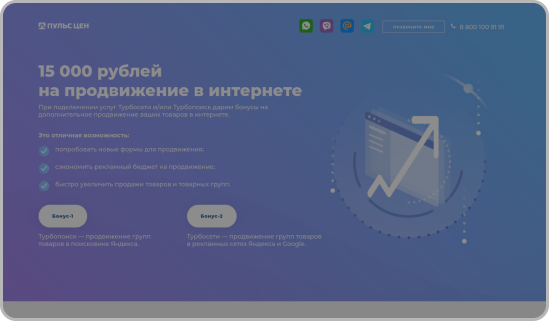 ПУЛЬС ЦЕН
ПОЗВОНИТЕ МНЕ
8 800 100 91 91
15 000 рублей
на продвижение в интернете
При подключении услуг Турбосети и/или Турбопоиск дарим бонусы на
дополнительное продвижение ваших товаров в интернете.
Это отличная возможность:
попробовать новые формы для продвижения;
сэкономить рекламный бюджет на продвижение;
быстро увеличить продажи товаров и товарных групп.
Бонус-1
Бонус-2
Турбопоиск — продвижение групп
товаров в поисковике Яндекса.
Турбосети — продвижение групп товаров
в рекламных сетях Яндекса и Google.